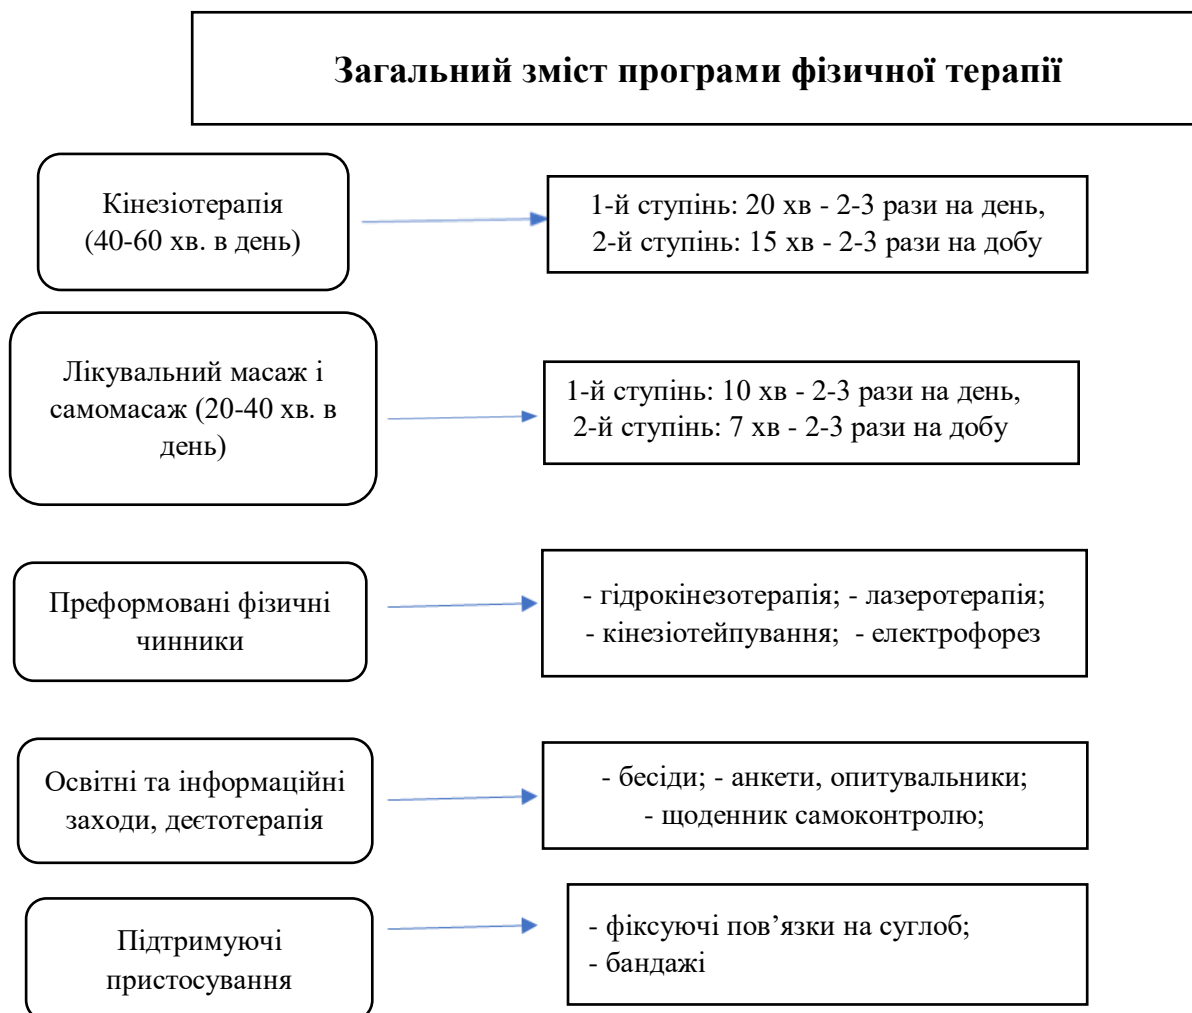 Загальний зміст програми фізичної терапії
Кінезіотерапія
(40-60 хв. в день)
1-й ступінь: 20 хв - 2-3 рази на день,
2-й ступінь: 15 хв - 2-3 рази на добу
Лікувальний масаж і
самомасаж (20-40 хв. в
день)
1-й ступінь: 10 хв - 2-3 рази на день,
2-й ступінь: 7 хв - 2-3 рази на добу
Преформовані фізичні
чинники
- гідрокінезотерапія; - лазеротерапія;
- кінезіотейпування; - електрофорез
Освітні та інформаційні
заходи, деєтотерапія
- бесіди; - анкети, опитувальники;
- щоденник самоконтролю;
Підтримуючі
пристосування
- фіксуючі пов’язки на суглоб;
- бандажі